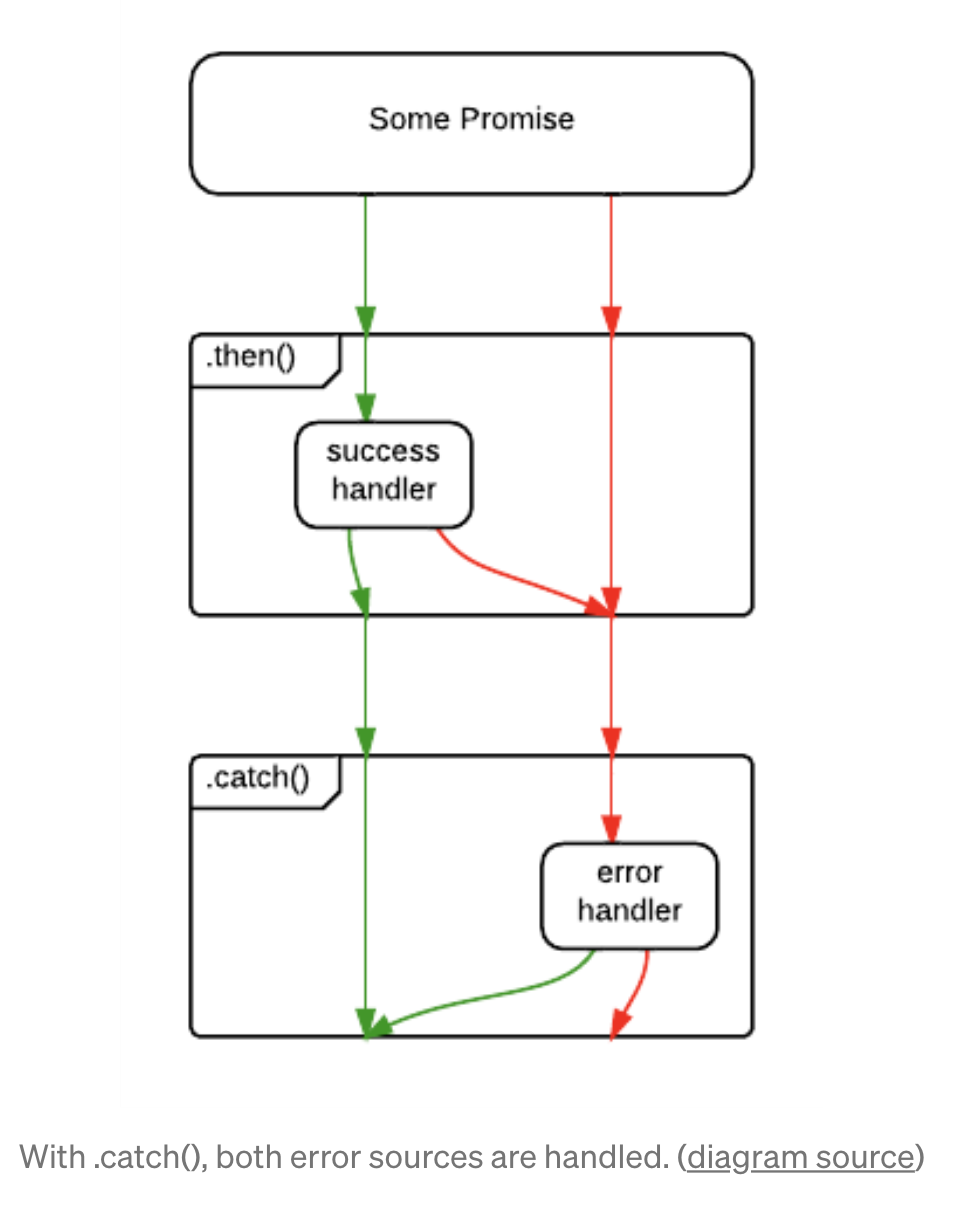 Some Promise
.then()
success
handler
.catch()
error
handler
With .catch(), both error sources are handled. (diagram source)